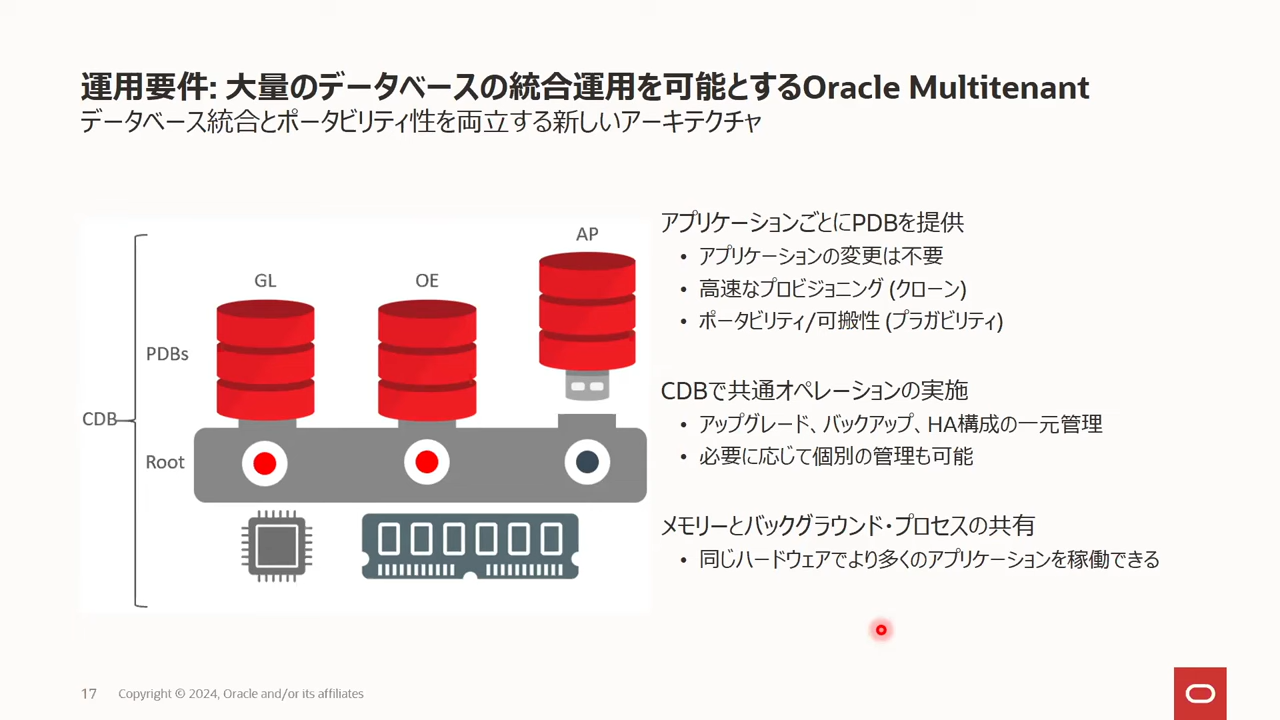 運用要件: 大量のデータベースの統合運用を可能とするOracle Multitenant
データベース統合とポータビリティ性を両立する新しいアーキテクチャ
AP
GL
OE
PDBs
CDB
Root
アプリケーションごとにPDBを提供
• アプリケーションの変更は不要
• 高速なプロビジョニング (クローン)
• ポータビリティ/可搬性 (プラガビリティ)
CDBで共通オペレーションの実施
• アップグレード、バックアップ、HA構成の一元管理
• 必要に応じて個別の管理も可能
メモリーとバックグラウンド・プロセスの共有
• 同じハードウェアでより多くのアプリケーションを稼働できる
17 Copyright © 2024, Oracle and/or its affiliates